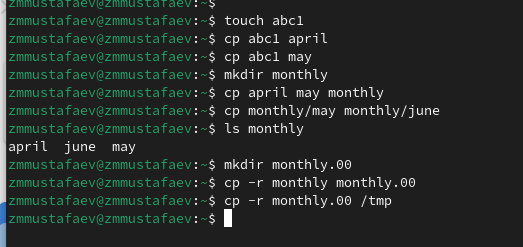 zmmustafaev@zmmustafaev:~$
zmmustafaev@zmmustafaev:~$ touch abc1
zmmustafaev@zmmustafaev:~$ cp abc1 april
zmmustafaev@zmmustafaev:~$ cp abc1 may
zmmustafaev@zmmustafaev:~$ mkdir monthly
zmmustafaev@zmmustafaev:~$ cp april may monthly
zmmustafaev@zmmustafaev:~$ cp monthly/may monthly/june
zmmustafaev@zmmustafaev:~$ ls monthly
april  june  may
zmmustafaev@zmmustafaev:~$ mkdir monthly.00
zmmustafaev@zmmustafaev:~$ cp -r monthly monthly.00
zmmustafaev@zmmustafaev:~$ cp -r monthly.00 /tmp
zmmustafaev@zmmustafaev:~$